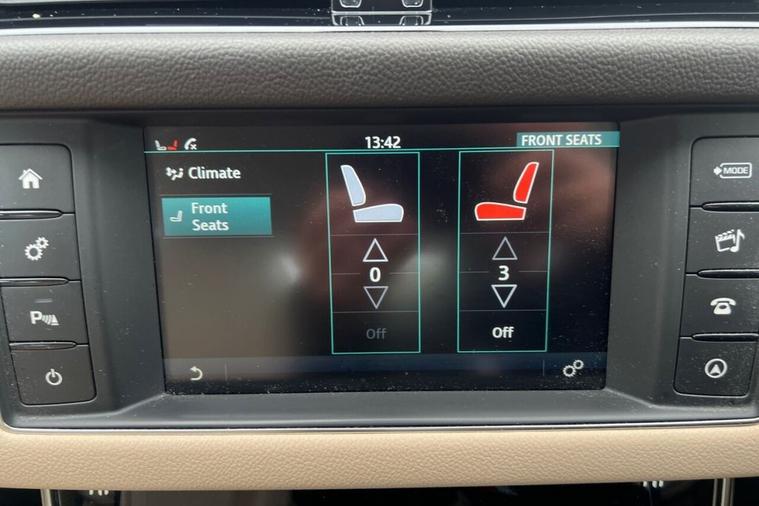 13:42
FRONT SEATS
Climate
Front
Seats
0
3
Off
Off
MODE
P